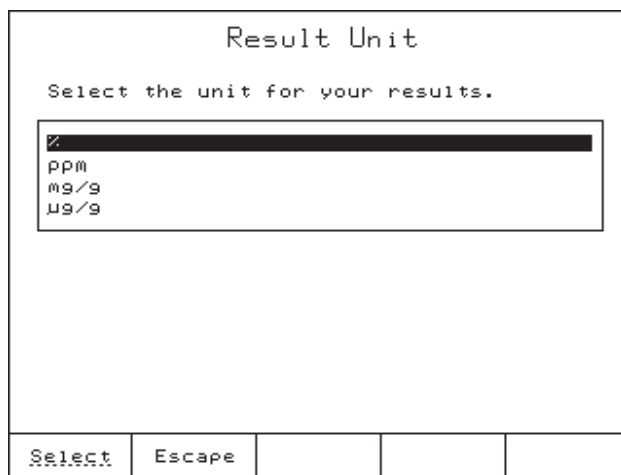 Result Unit
Select the unit for your results.
%
ppm
mg/g
µg/g
Select Escape